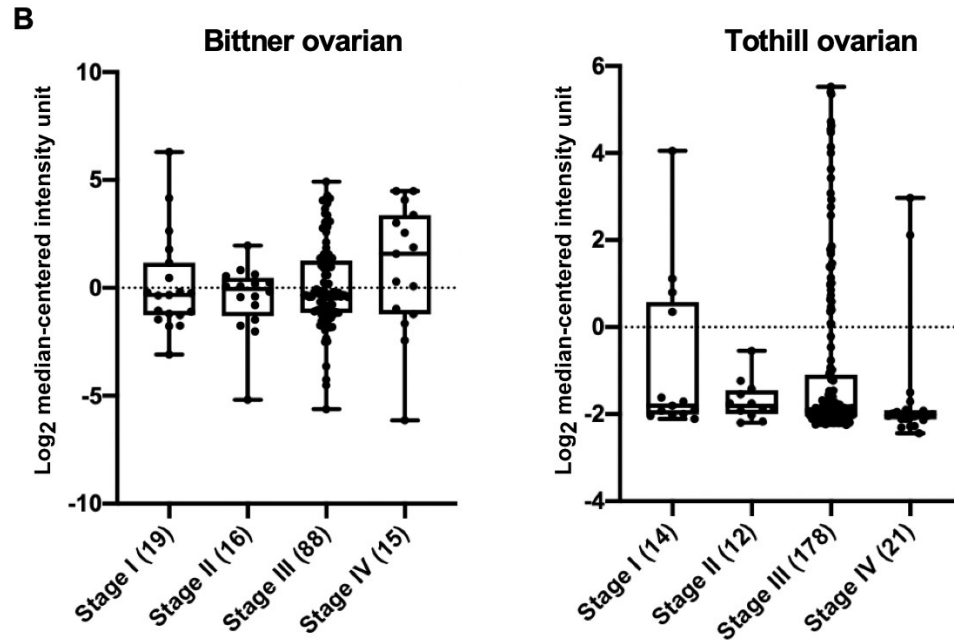 B
Bittner ovarian
Log2 median-centered intensity unit
10
5
0
-5
-10
Stage I (19)
Stage II (16)
Stage III (88)
Stage IV (15)
Tothill ovarian
Log2 median-centered intensity unit
6
4
2
0
-2
-4
Stage I (14)
Stage II (12)
Stage III (178)
Stage IV (21)